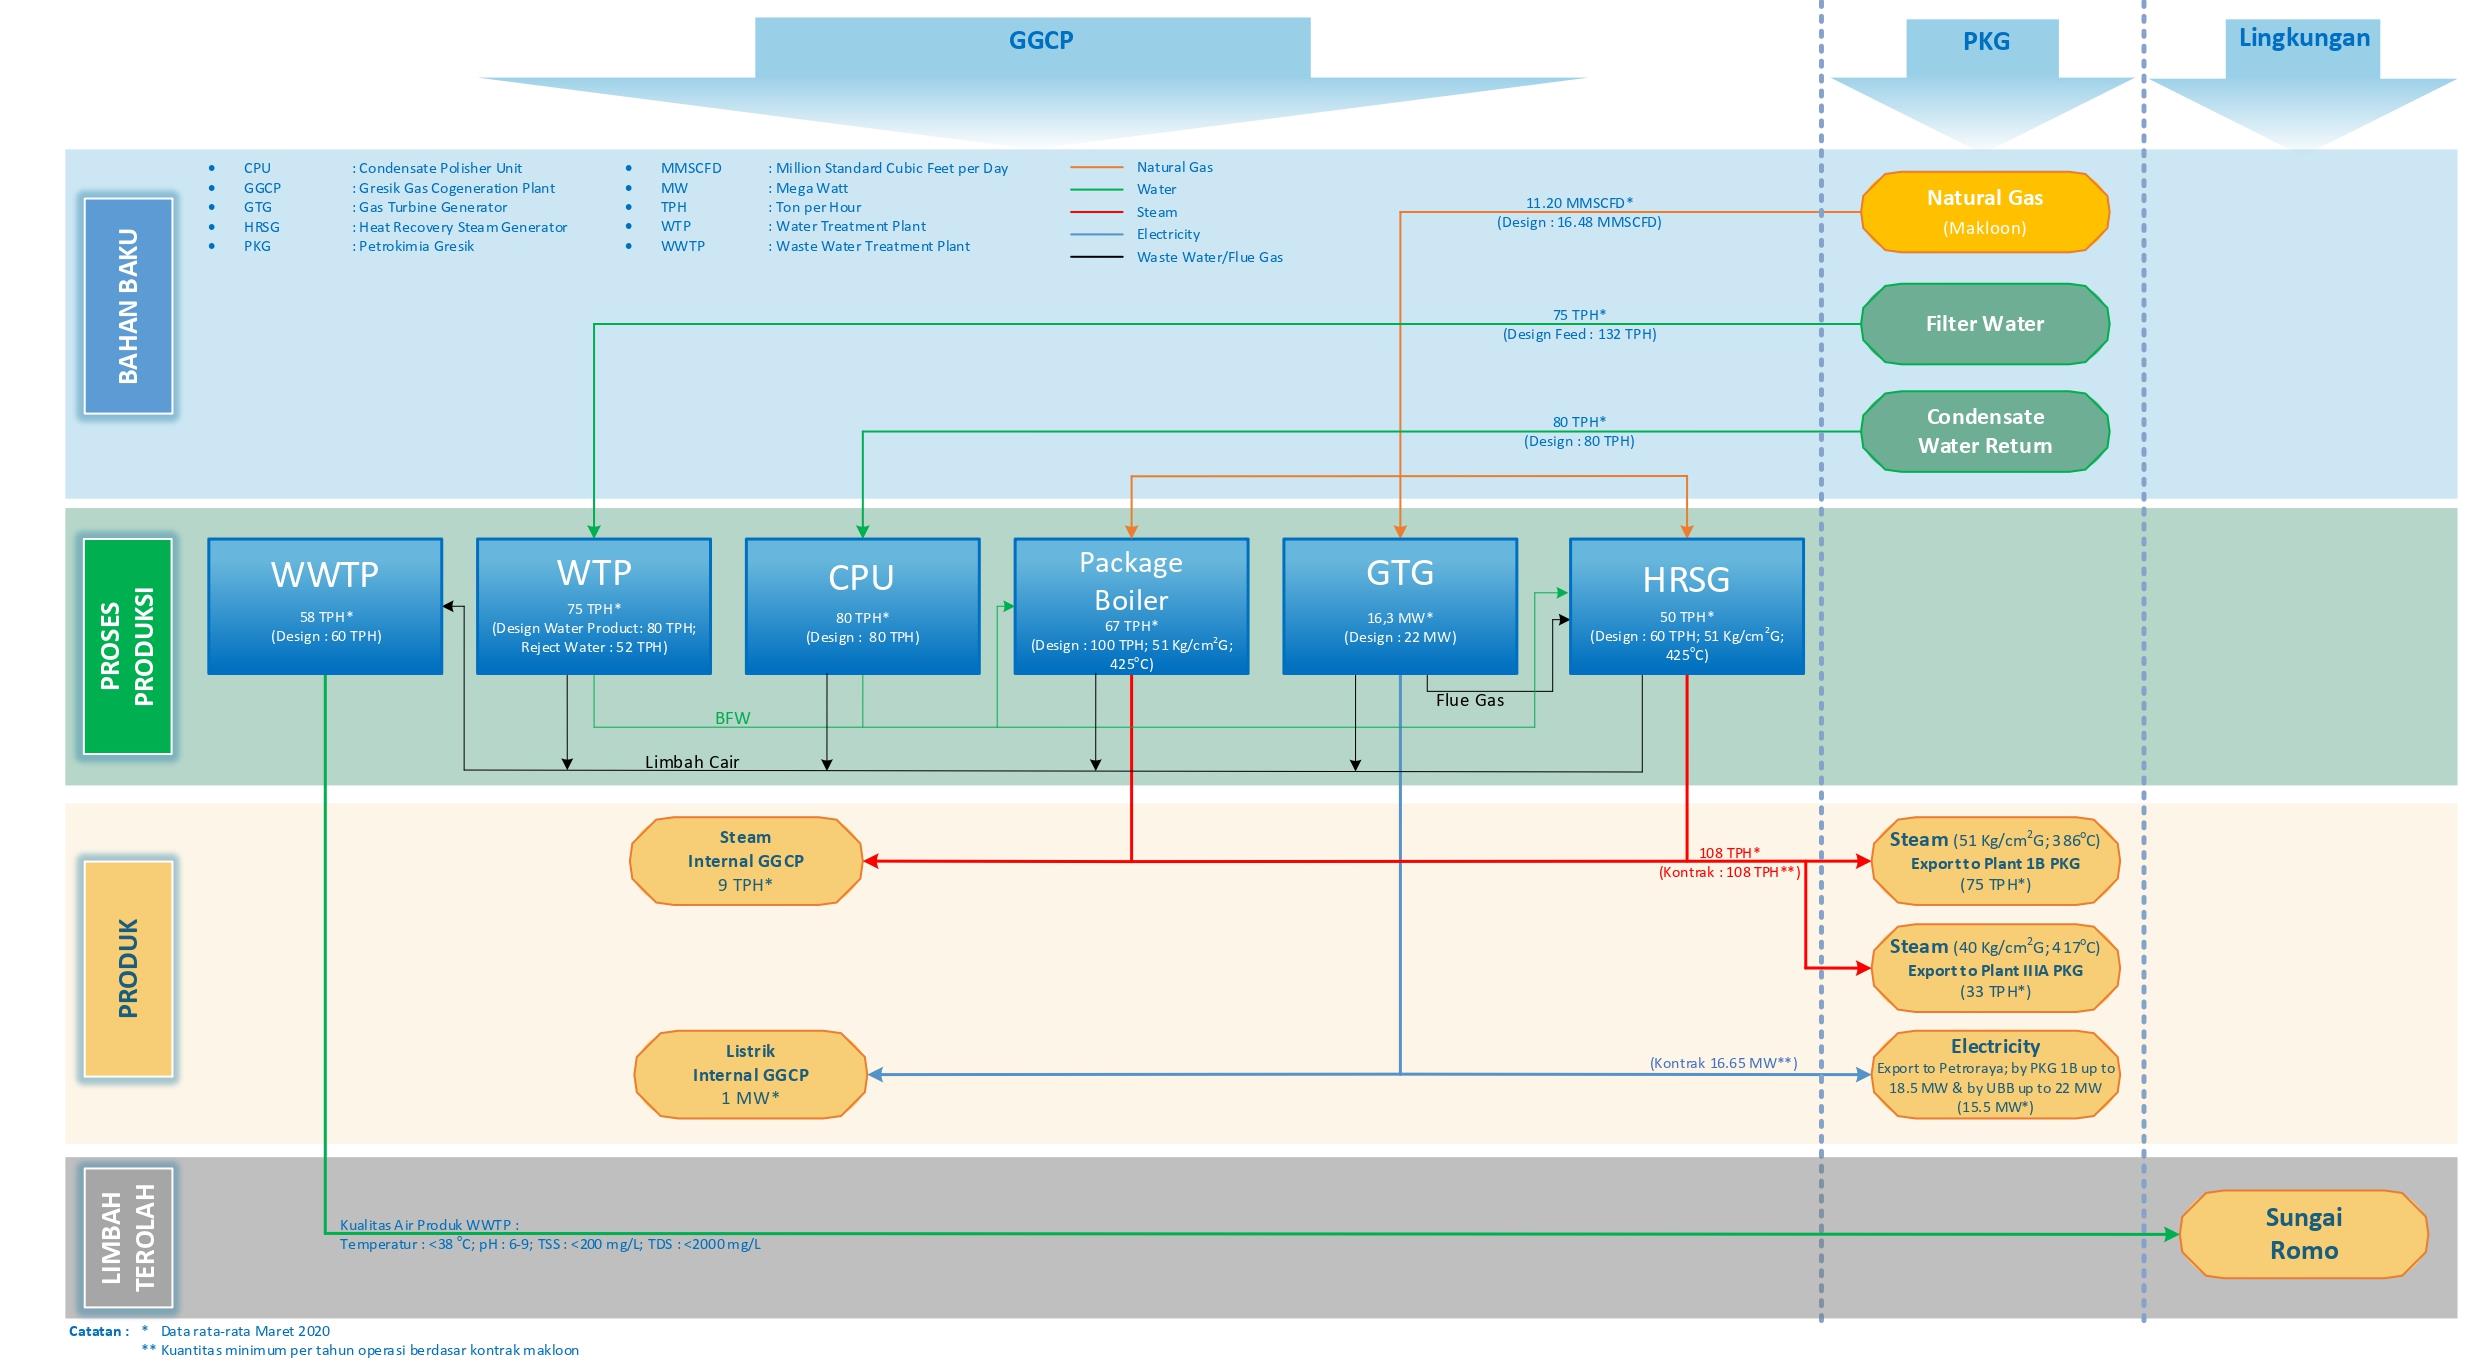 GGCP
PKG
Lingkungan
BAHAN BAKU
• CPU : Condensate Polisher Unit
• GGCP : Gresik Gas Cogeneration Plant
• GTG : Gas Turbine Generator
• HRSG : Heat Recovery Steam Generator
• PKG : Petrokimia Gresik
• MMSCFD : Million Standard Cubic Feet per Day
• MW : Mega Watt
• TPH : Ton per Hour
• WTP : Water Treatment Plant
• WWTP : Waste Water Treatment Plant
Natural Gas
Water
Steam
Electricity
Waste Water/Flue Gas
11.20 MMSCFD*
(Design : 16.48 MMSCFD)
Natural Gas
(Makloon)
75 TPH*
(Design Feed : 132 TPH)
Filter Water
80 TPH*
(Design : 80 TPH)
Condensate
Water Return
PROSES
PRODUKSI
WWTP
58 TPH*
(Design : 60 TPH)
WTP
75 TPH*
(Design Water Product: 80 TPH;
Reject Water : 52 TPH)
CPU
80 TPH*
(Design : 80 TPH)
Package
Boiler
67 TPH*
(Design : 100 TPH; 51 Kg/cm²G;
425°C)
GTG
16,3 MW*
(Design : 22 MW)
HRSG
50 TPH*
(Design : 60 TPH; 51 Kg/cm²G;
425°C)
Flue Gas
BFW
Limbah Cair
PRODUK
Steam
Internal GGCP
9 TPH*
108 TPH*
(Kontrak : 108 TPH**)
Steam (51 Kg/cm²G; 386°C)
Export to Plant 1B PKG
(75 TPH*)
Steam (40 Kg/cm²G; 417°C)
Export to Plant IIIA PKG
(33 TPH*)
Listrik
Internal GGCP
1 MW*
(Kontrak 16.65 MW**)
Electricity
Export to Petroraya; by PKG 1B up to
18.5 MW & by UBB up to 22 MW
(15.5 MW*)
LIMBAH
TEROLAH
Kualitas Air Produk WWTP :
Temperatur : <38 °C; pH : 6-9; TSS : <200 mg/L; TDS : <2000 mg/L
Sungai
Romo
Catatan : * Data rata-rata Maret 2020
** Kuantitas minimum per tahun operasi berdasar kontrak makloon